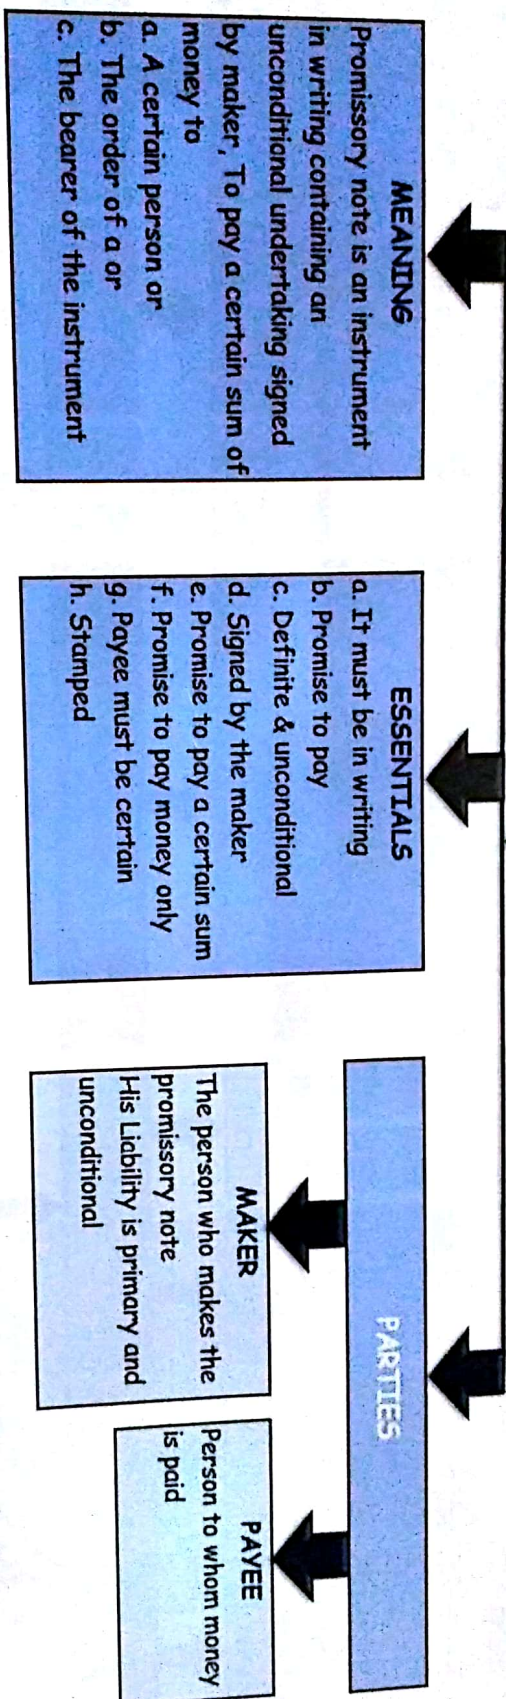 MEANING
Promissory note is an instrument
in writing containing an
unconditional undertaking signed
by maker, To pay a certain sum of
money to
a. A certain person or
b. The order of a or
c. The bearer of the instrument
ESSENTIALS
a. It must be in writing
b. Promise to pay
c. Definite & unconditional
d. Signed by the maker
e. Promise to pay a certain sum
f. Promise to pay money only
g. Payee must be certain
h. Stamped
PARTIES
MAKER
The person who makes the
promissory note
His Liability is primary and
unconditional
PAYEE
Person to whom money
is paid